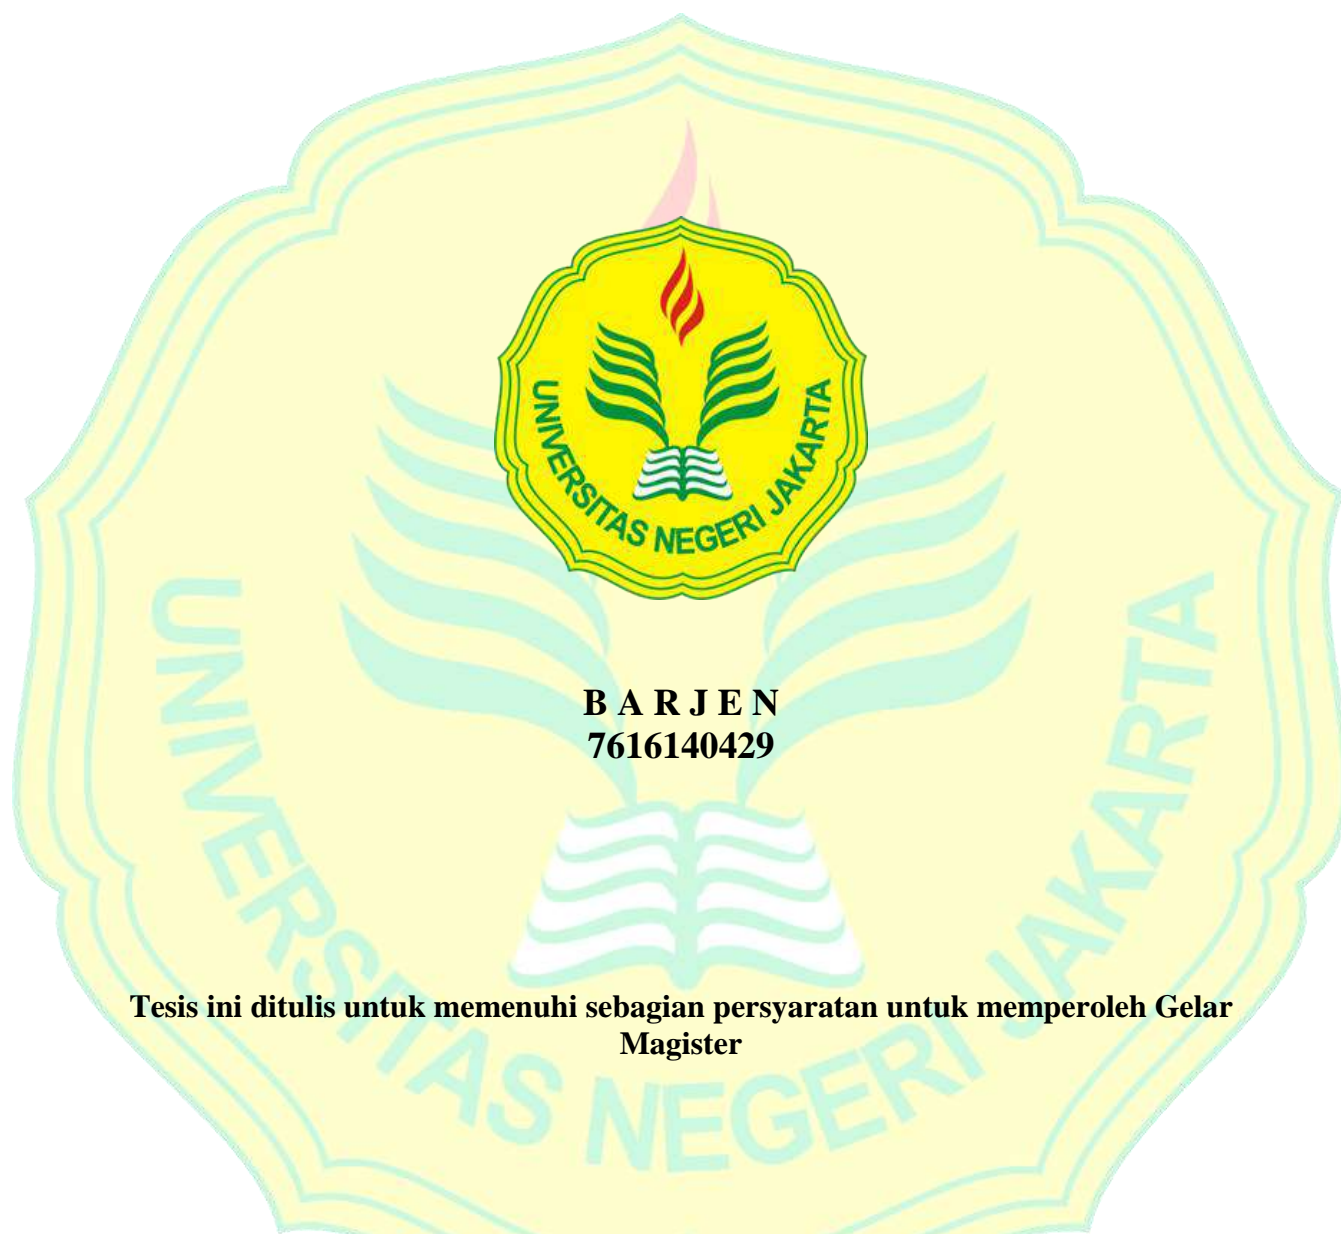 UNIVERSITAS NEGERI JAKARTA
B A R J E N
7616140429
Tesis ini ditulis untuk memenuhi sebagian persyaratan untuk memperoleh Gelar
Magister
UNIVERSITAS NEGERI JAKARTA